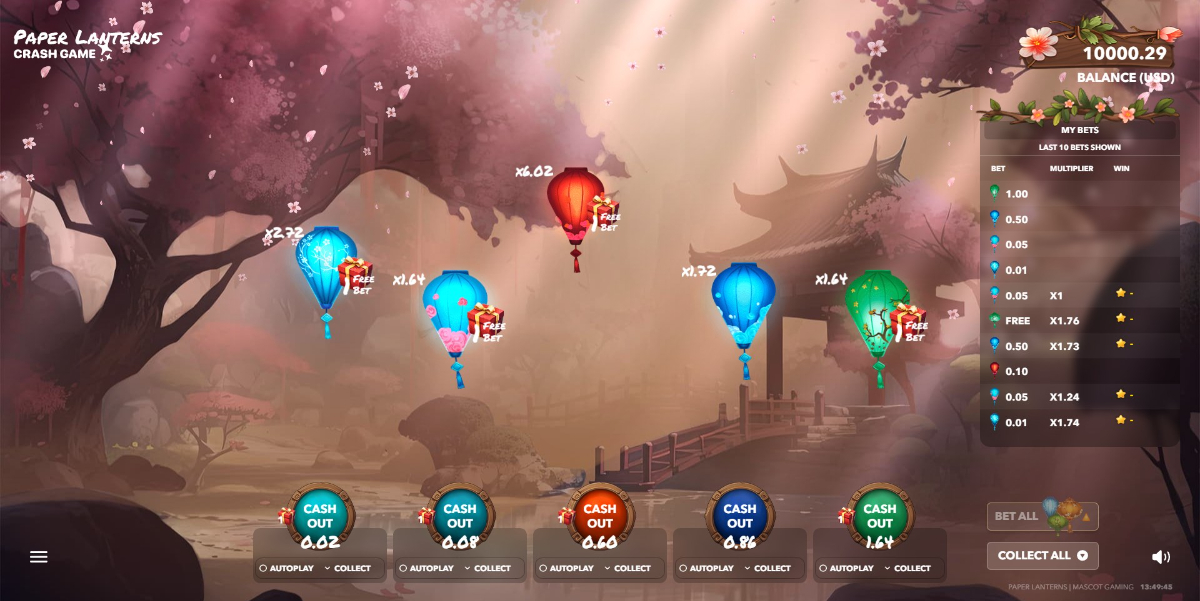 PAPER LANTERNS
CRASH GAME
10000.29
BALANCE (USD)
x6.02
FREE BET
x2.72
FREE BET
x1.64
FREE BET
x1.72
x1.64
FREE BET
MY BETS
LAST 10 BETS SHOWN
BET MULTIPLIER WIN
1.00
0.50
0.05
0.01
0.05 X1 -
FREE X1.76 -
0.50 X1.73 -
0.10
0.05 X1.24 -
0.01 X1.74 -
CASH OUT 0.02
CASH OUT 0.08
CASH OUT 0.60
CASH OUT 0.86
CASH OUT 1.64
AUTOPLAY COLLECT
AUTOPLAY COLLECT
AUTOPLAY COLLECT
AUTOPLAY COLLECT
AUTOPLAY COLLECT
BET ALL
COLLECT ALL
PAPER LANTERNS | MASCOT GAMING 13:49:45